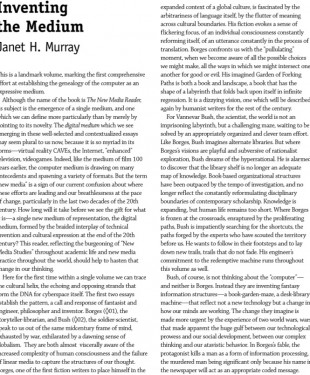 Inventing
the Medium
Janet H. Murray
This is a landmark volume, marking the first comprehensive
effort at establishing the genealogy of the computer as an
expressive medium.
Although the name of the book is The New Media Reader,
its subject is the emergence of a single medium, and one
which we can define more particularly than by merely by
pointing to its novelty. The digital medium which we see
emerging in these well-selected and contextualized essays
may seem plural to us now, because it is so myriad in its
forms—virtual reality CAVEs, the Internet, "enhanced"
television, videogames. Indeed, like the medium of film 100
years earlier, the computer medium is drawing on many
antecedents and spawning a variety of formats. But the term
"new media" is a sign of our current confusion about where
these efforts are leading and our breathlessness at the pace
of change, particularly in the last two decades of the 20th
century. How long will it take before we see the gift for what
it is—a single new medium of representation, the digital
medium, formed by the braided interplay of technical
invention and cultural expression at the end of the 20th
century? This reader, reflecting the burgeoning of "New
Media Studies" throughout academic life and new media
practice throughout the world, should help to hasten that
change in our thinking.
Here for the first time within a single volume we can trace
the cultural helix, the echoing and opposing strands that
form the DNA for cyberspace itself. The first two essays
establish the pattern, a call and response of fantasist and
engineer, philosopher and inventor. Borges (◊01), the
storyteller-librarian, and Bush (◊02), the soldier scientist,
speak to us out of the same midcentury frame of mind,
exhausted by war, exhilarated by a dawning sense of
globalism. They are both almost viscerally aware of the
increased complexity of human consciousness and the failure
of linear media to capture the structures of our thought.
Borges, one of the first fiction writers to place himself in the
expanded context of a global culture, is fascinated by the
arbitrariness of language itself, by the flutter of meaning
across cultural boundaries. His fiction evokes a sense of
flickering focus, of an individual consciousness constantly
reforming itself, of an utterance constantly in the process of
translation. Borges confronts us with the "pullulating"
moment, when we become aware of all the possible choices
we might make, all the ways in which we might intersect one
another for good or evil. His imagined Garden of Forking
Paths is both a book and a landscape, a book that has the
shape of a labyrinth that folds back upon itself in infinite
regression. It is a dizzying vision, one which will be described
again by humanist writers for the rest of the century.
For Vannevar Bush, the scientist, the world is not an
imprisoning labyrinth, but a challenging maze, waiting to be
solved by an appropriately organized and clever team effort.
Like Borges, Bush imagines alternate libraries. But where
Borges's visions are playful and subversive of rationalist
exploration, Bush dreams of the hypertextual. He is alarmed
to discover that the library shelf is no longer an adequate
map of knowledge. Book-based organizational structures
have been outpaced by the tempo of investigation, and no
longer reflect the constantly reformulating disciplinary
boundaries of contemporary scholarship. Knowledge is
expanding, but human life remains too short. Where Borges
is frozen at the crossroads, enraptured by the proliferating
paths, Bush is impatiently searching for the shortcuts, the
paths forged by the experts who have scouted the territory
before us. He wants to follow in their footsteps and to lay
down new trails, trails that do not fade. His engineer's
commitment to the redemptive maze runs throughout
this volume as well.
Bush, of course, is not thinking about the "computer"—
and neither is Borges. Instead they are inventing fantasy
information structures—a book-garden-maze, a desk-library-
machine—that reflect not a new technology but a change in
how our minds are working. The change they imagine is
made more urgent by the experience of two world wars, wars
that made apparent the huge gulf between our technological
prowess and our social development, between our complex
thinking and our atavistic behavior. In Borges's fable, the
protagonist kills a man as a form of information processing,
the murdered man being significant only because his name in
the newspaper will act as an appropriate coded message.